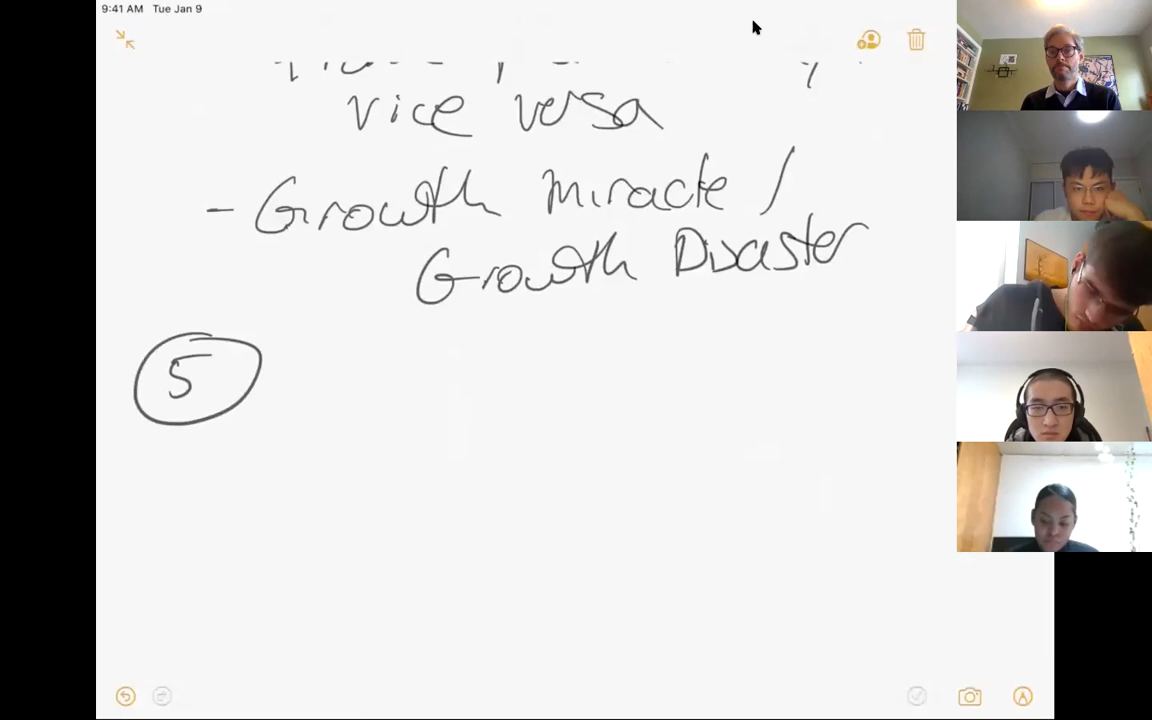 9:41 AM Tue Jan 9
vice versa
- Growth Miracle /
Growth Disaster
5